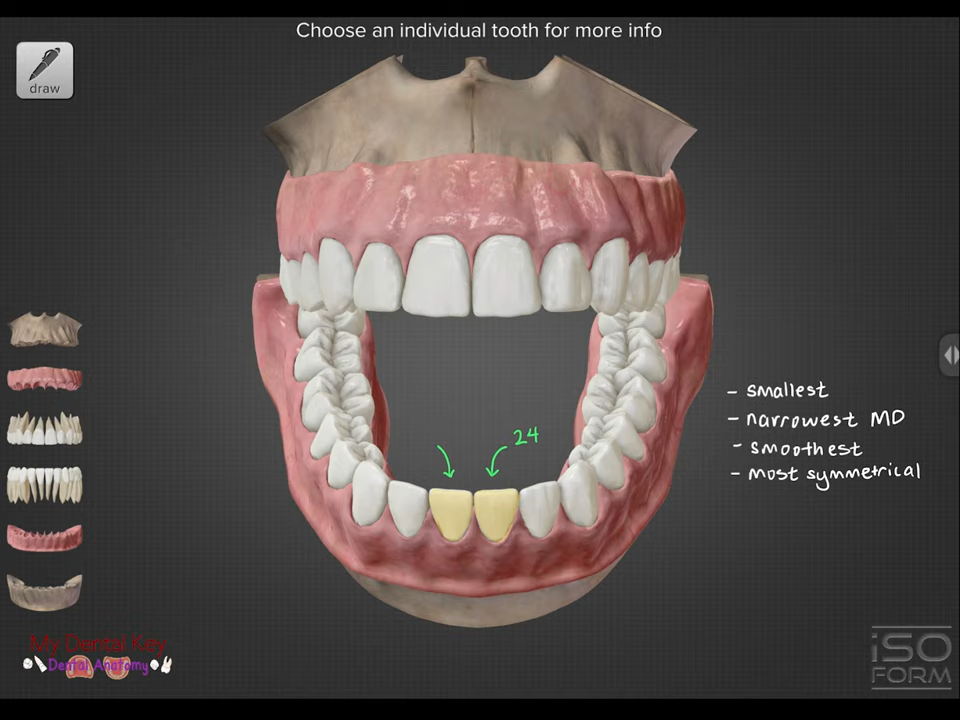 Choose an individual tooth for more info
draw
- smallest
- narrowest MD
- smoothest
- most symmetrical
24
My Dental Key
Dental Anatomy
iSO
FORM